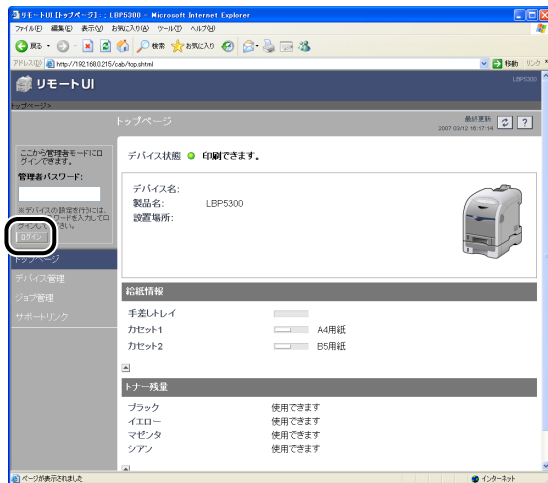 リモートUI [トップページ] : ; LBP5300 - Microsoft Internet Explorer
ファイル(F) 編集(E) 表示(V) お気に入り(A) ツール(T) ヘルプ(H)
戻る 検索 お気に入り
アドレス(D) http://192.168.0.215/cab/top.shtml 移動 リンク
リモートUI LBP5300
トップページ>
トップページ 最終更新
2007 03/12 16:17:14
ここから管理者モードにログインできます。
管理者パスワード:
※デバイスの設定を行うには、
ログイン
トップページ
デバイス管理
ジョブ管理
サポートリンク
デバイス状態 印刷できます。
デバイス名:
製品名: LBP5300
設置場所:
給紙情報
手差しトレイ
カセット1 A4用紙
カセット2 B5用紙
トナー残量
ブラック 使用できます
イエロー 使用できます
マゼンタ 使用できます
シアン 使用できます
ページが表示されました インターネット